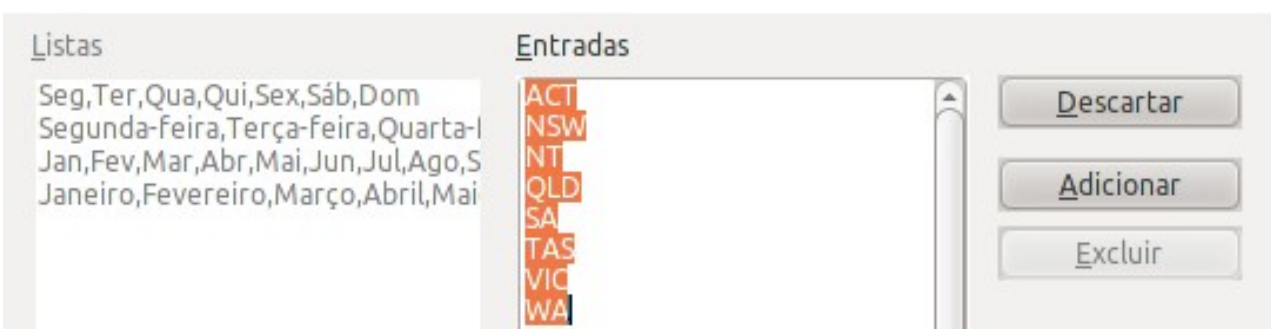 Listas
Seg,Ter,Qua,Qui,Sex,Sáb,Dom
Segunda-feira,Terça-feira,Quarta-f
Jan,Fev,Mar,Abr,Mai,Jun,Jul,Ago,S
Janeiro,Fevereiro,Março,Abril,Mai
Entradas
ACT
NSW
NT
QLD
SA
TAS
VIC
WA
Descartar
Adicionar
Excluir